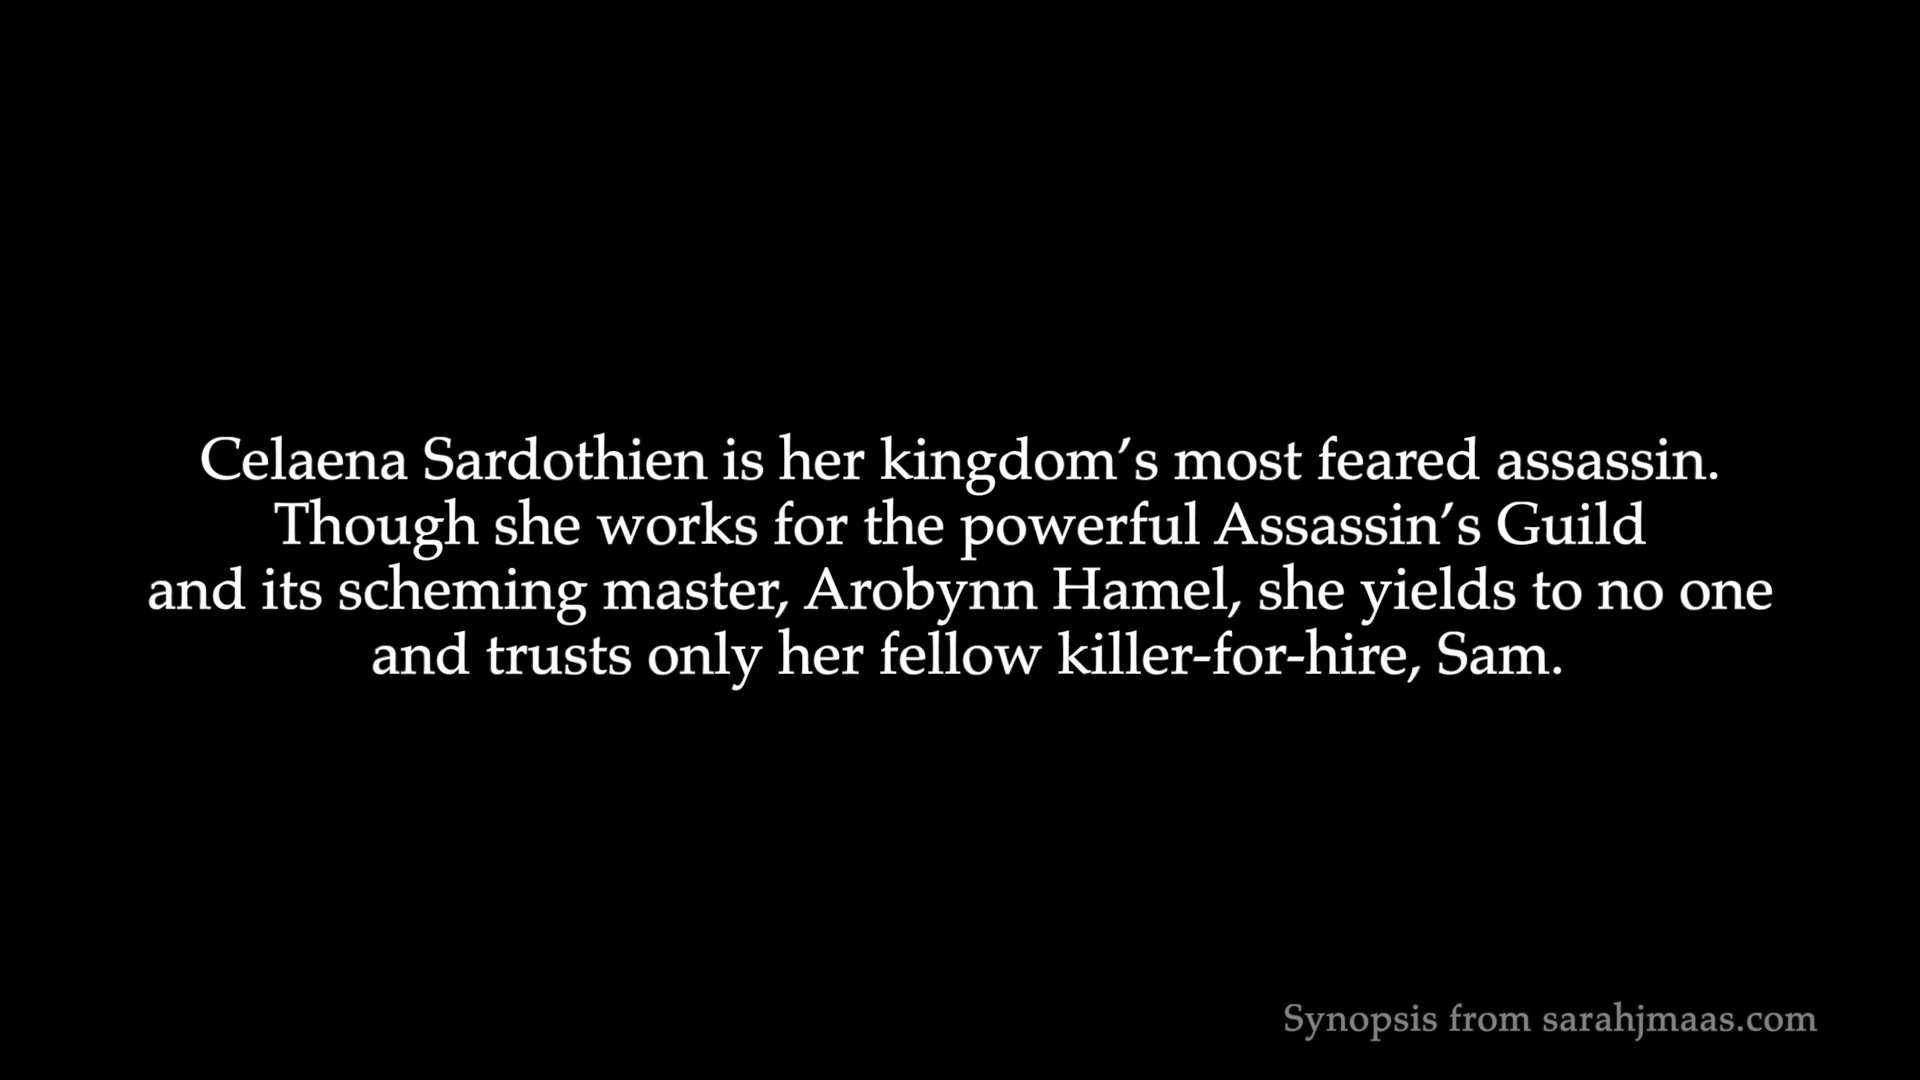 Celaena Sardothien is her kingdom’s most feared assassin.
Though she works for the powerful Assassin’s Guild
and its scheming master, Arobynn Hamel, she yields to no one
and trusts only her fellow killer-for-hire, Sam.
Synopsis from sarahjmaas.com